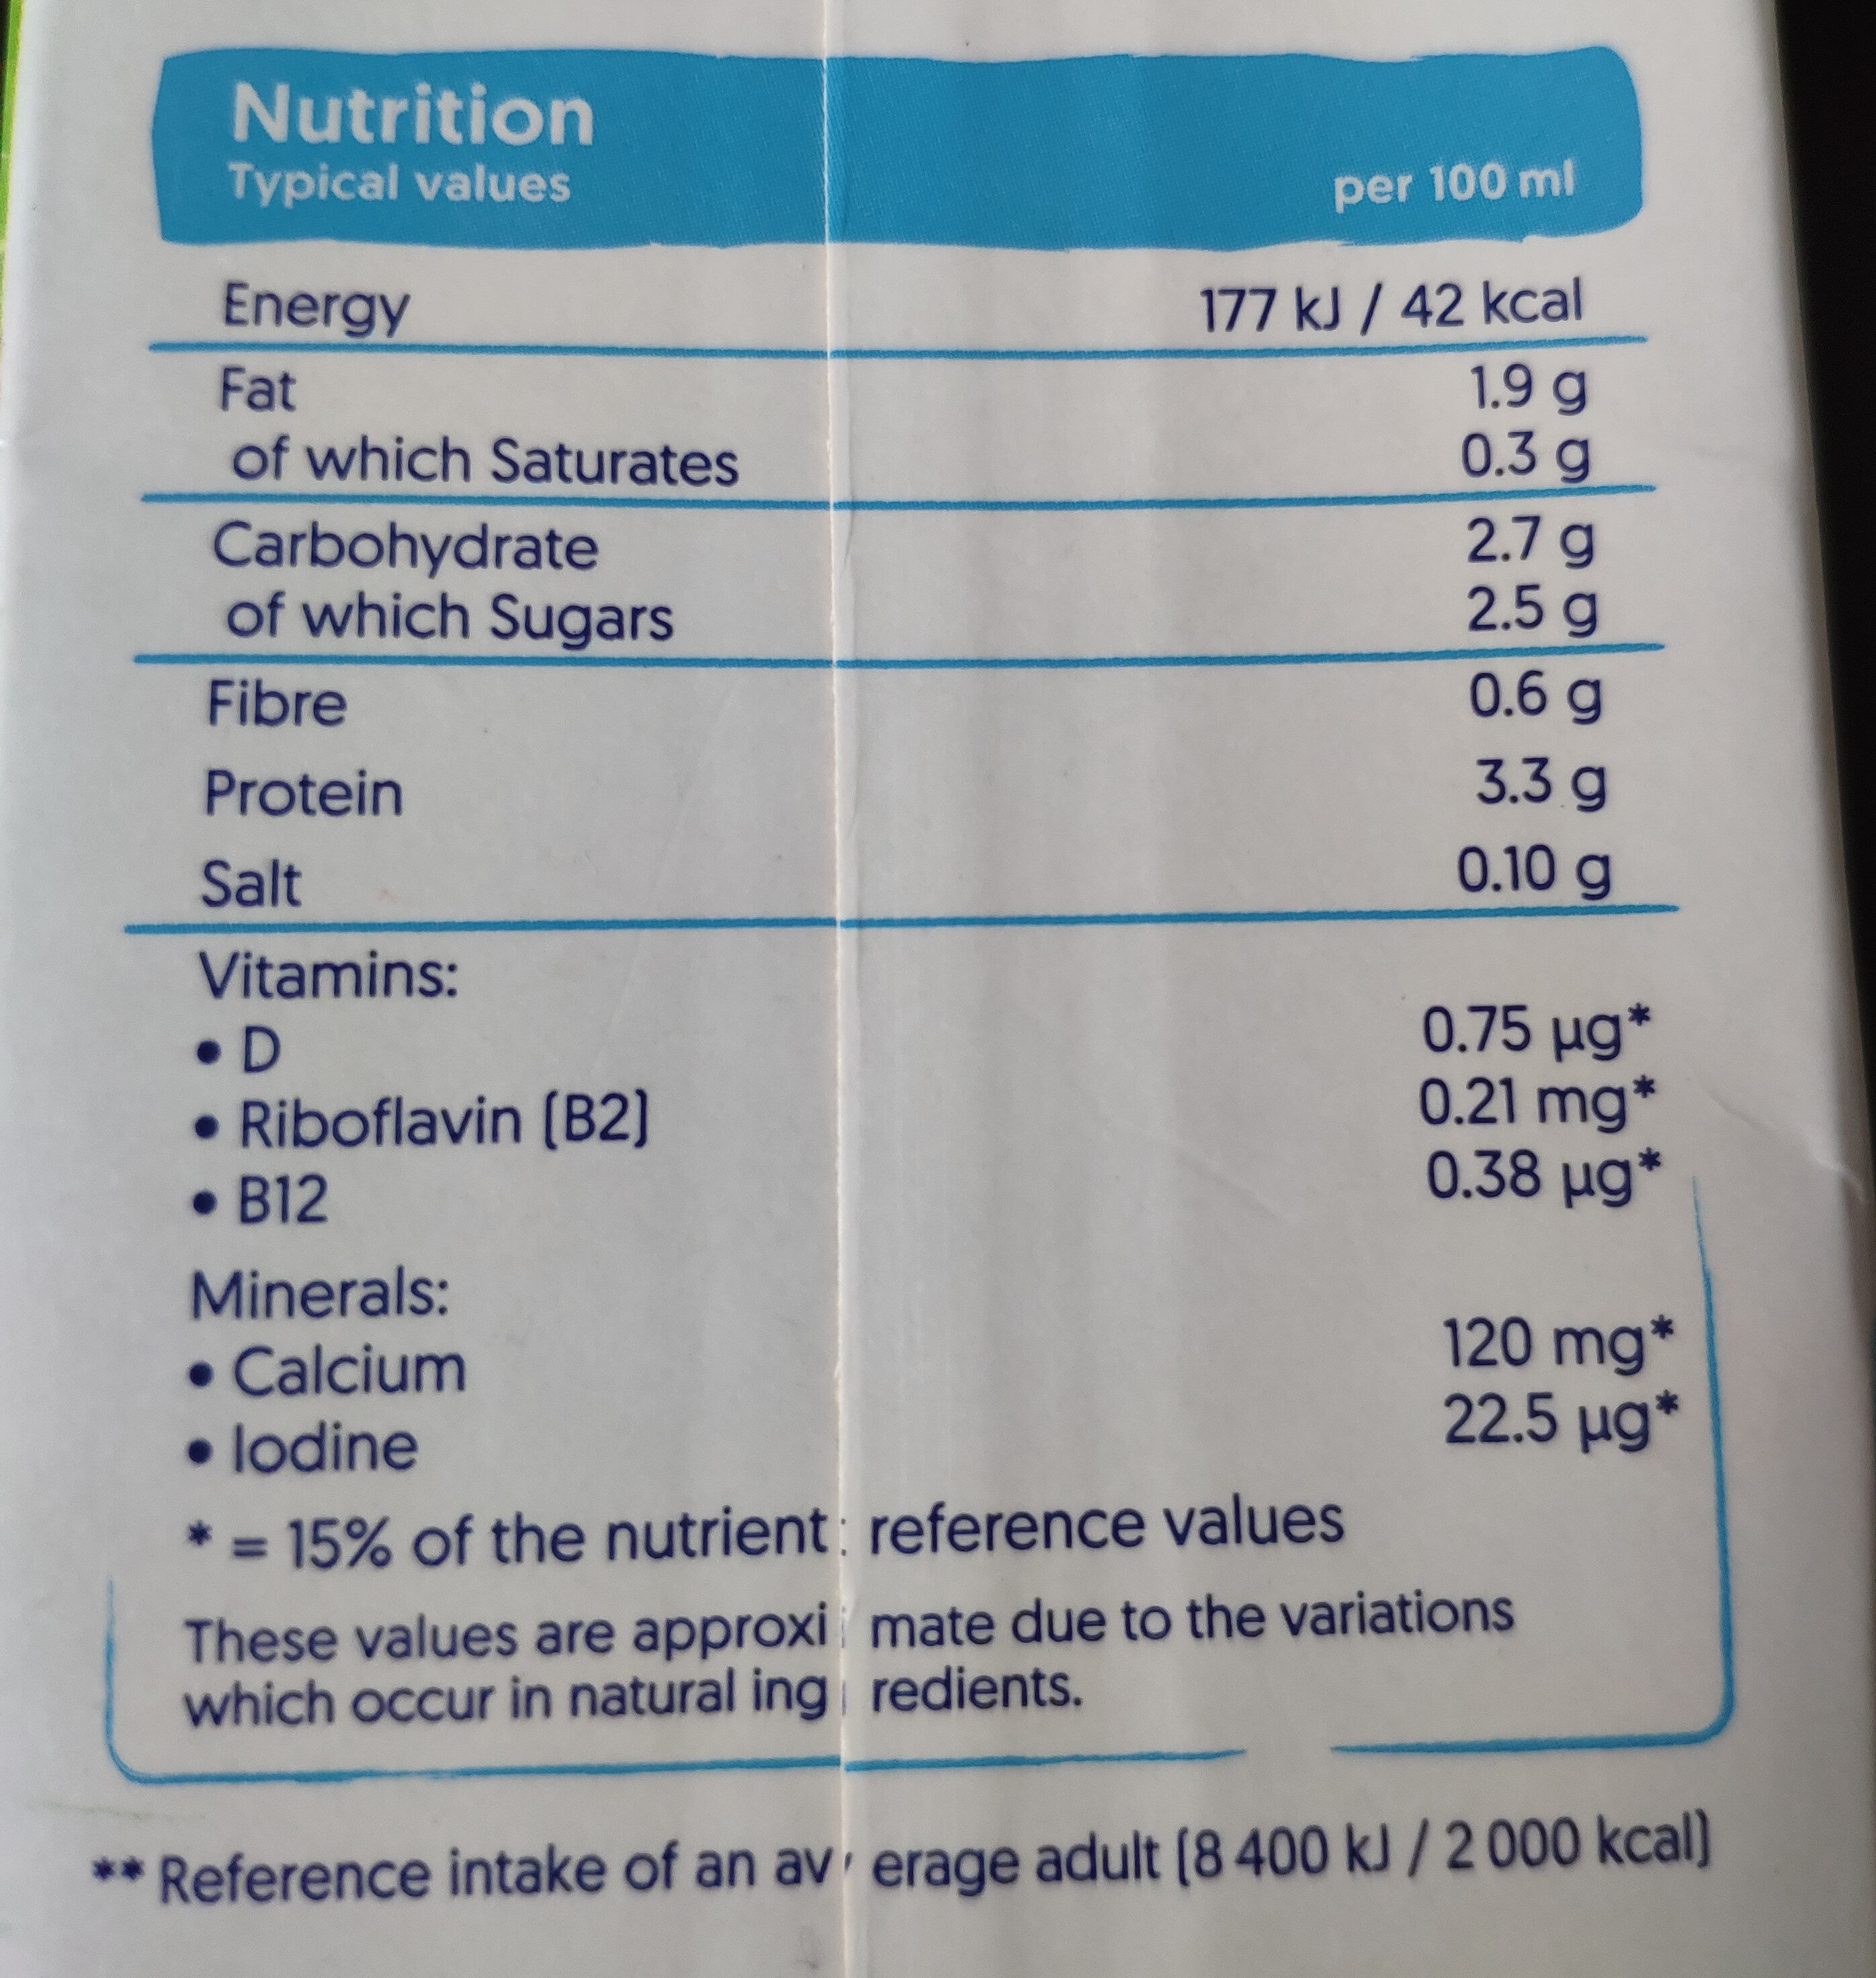 Nutrition
Typical values per 100 ml
Energy 177 kJ / 42 kcal
Fat 1.9 g
of which Saturates 0.3 g
Carbohydrate 2.7 g
of which Sugars 2.5 g
Fibre 0.6 g
Protein 3.3 g
Salt 0.10 g
Vitamins:
• D 0.75 µg*
• Riboflavin (B2) 0.21 mg*
• B12 0.38 µg*
Minerals:
• Calcium 120 mg*
• Iodine 22.5 µg*
* = 15% of the nutrient reference values
These values are approximate due to the variations
which occur in natural ingredients.
** Reference intake of an average adult (8 400 kJ / 2 000 kcal)